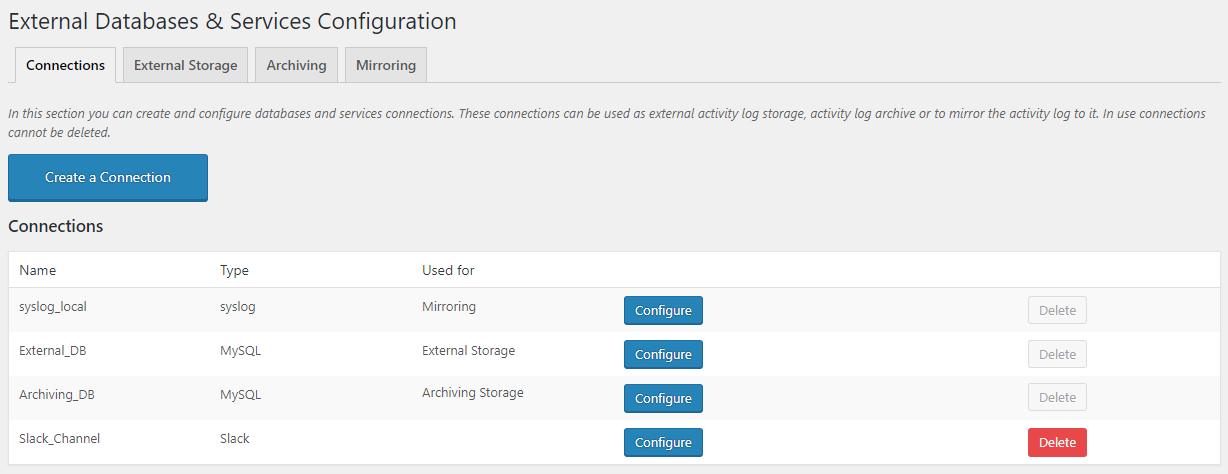 External Databases & Services Configuration
Connections External Storage Archiving Mirroring
In this section you can create and configure databases and services connections. These connections can be used as external activity log storage, activity log archive or to mirror the activity log to it. In use connections
cannot be deleted.
Create a Connection
Connections
Name Type Used for
syslog_local syslog Mirroring Configure Delete
External_DB MySQL External Storage Configure Delete
Archiving_DB MySQL Archiving Storage Configure Delete
Slack_Channel Slack Configure Delete